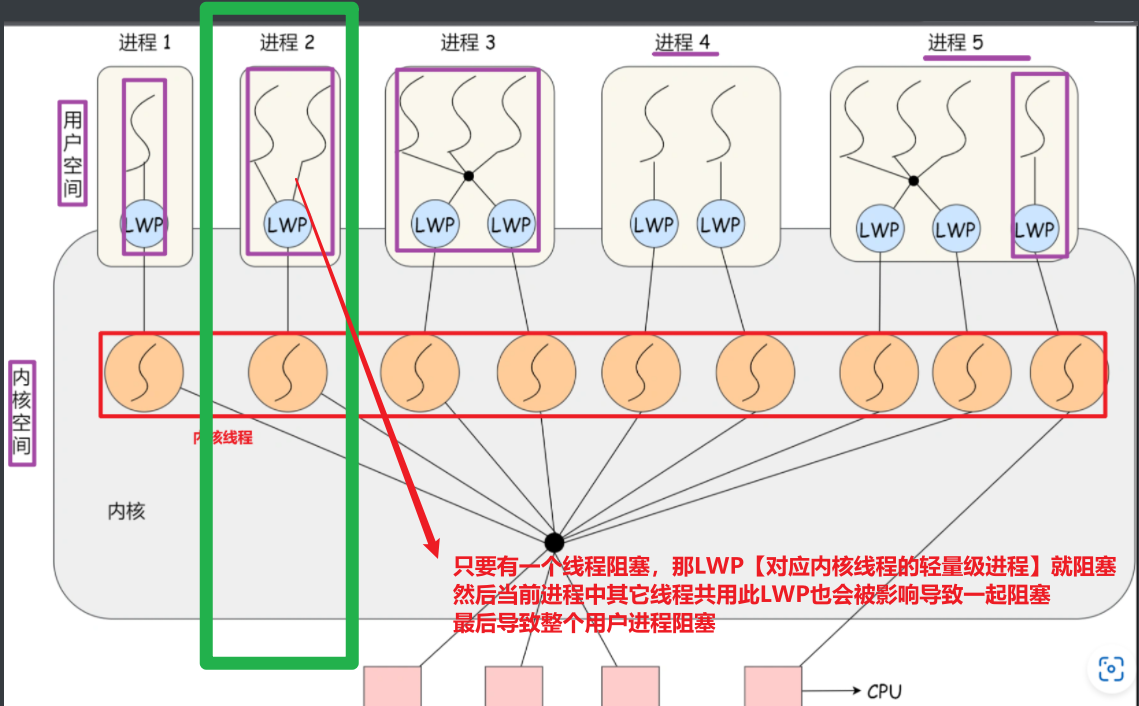 进程 1
进程 2
进程 3
进程 4
进程 5
用户空间
LWP
LWP
LWP
LWP
LWP
LWP
LWP
LWP
LWP
内核空间
内核线程
内核
只要有一个线程阻塞，那LWP【对应内核线程的轻量级进程】就阻塞
然后当前进程中其它线程共用此LWP也会被影响导致一起阻塞
最后导致整个用户进程阻塞
CPU